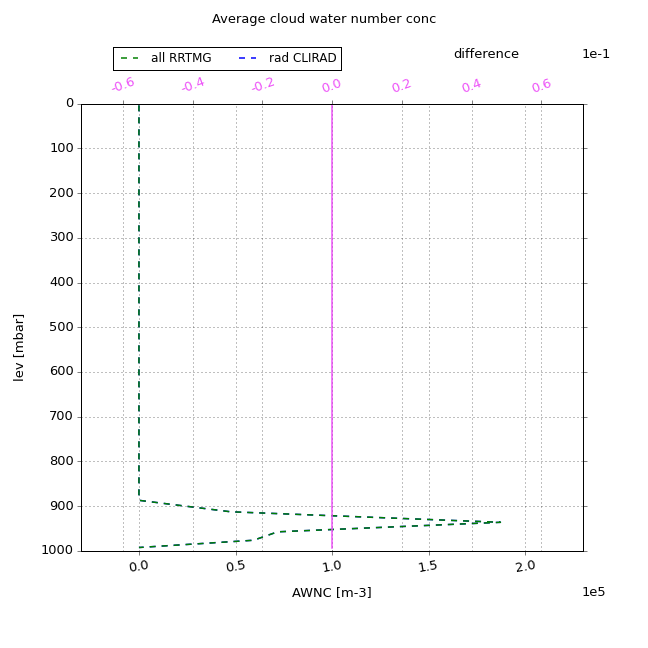 Average cloud water number conc
all RRTMG rad CLIRAD difference 1e-1
-0.6 -0.4 -0.2 0.0 0.2 0.4 0.6
0
100
200
300
400
500
600
700
800
900
1000
lev [mbar]
0.0 0.5 1.0 1.5 2.0
AWNC [m-3] 1e5